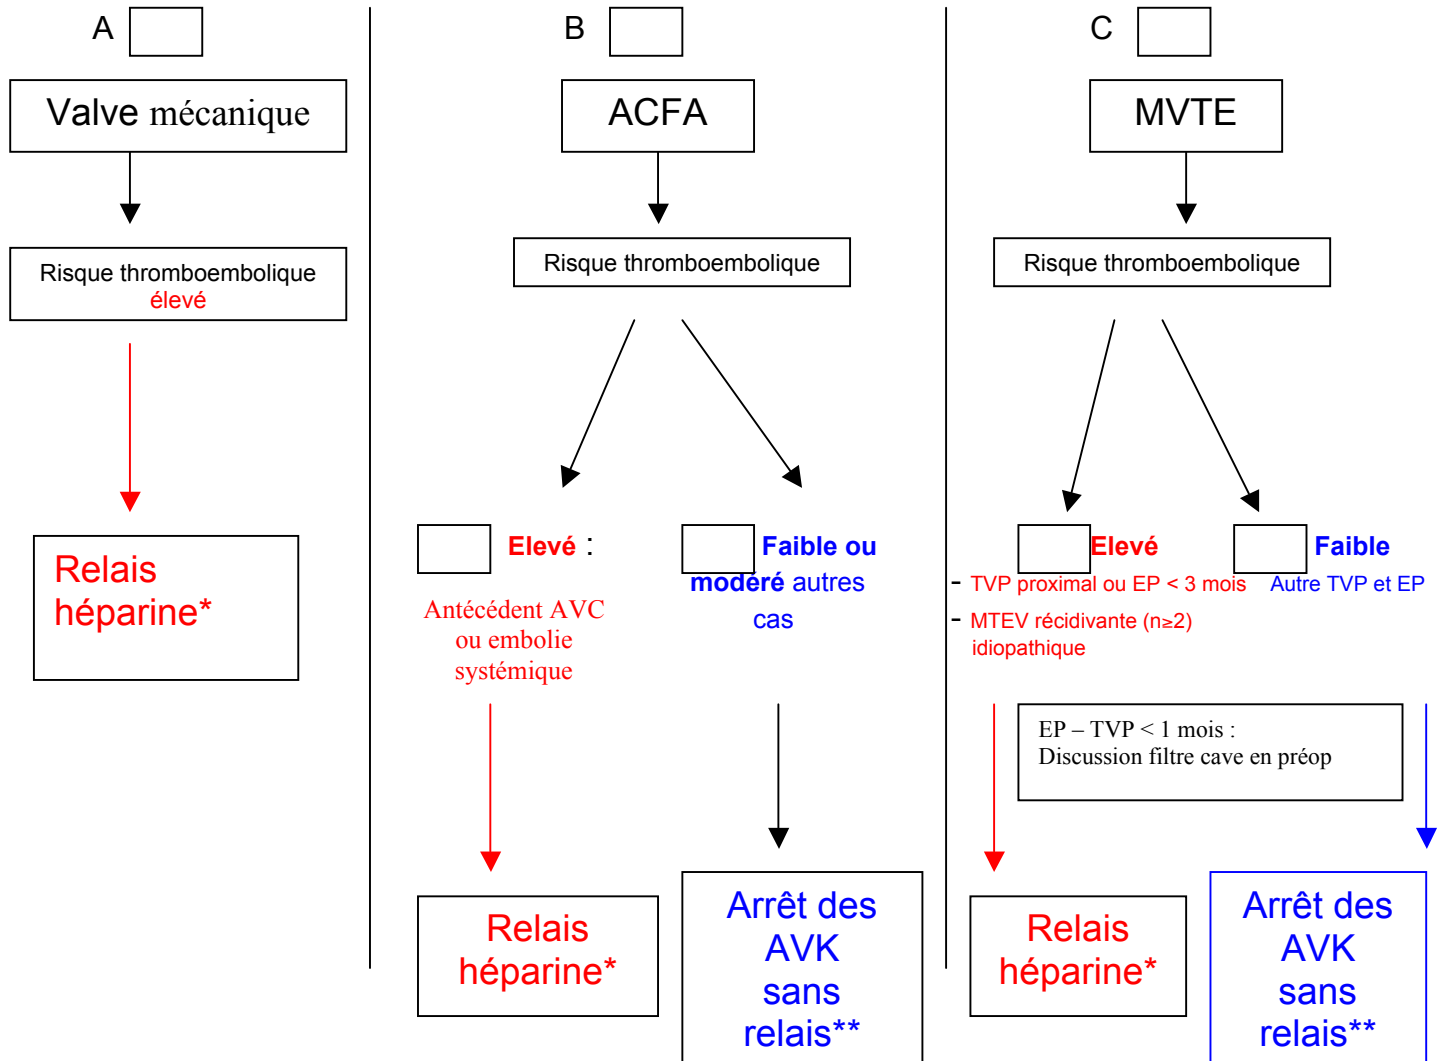 A
Valve mécanique
Risque thromboembolique
élevé
Relais
héparine*
B
ACFA
Risque thromboembolique
Elevé :
Antécédent AVC
ou embolie
systémique
Relais
héparine*
Faible ou
modéré autres
cas
Arrêt des
AVK
sans
relais**
C
MVTE
Risque thromboembolique
Elevé
- TVP proximal ou EP < 3 mois
- MTEV récidivante (n≥2)
idiopathique
Faible
Autre TVP et EP
EP – TVP < 1 mois :
Discussion filtre cave en préop
Relais
héparine*
Arrêt des
AVK
sans
relais**